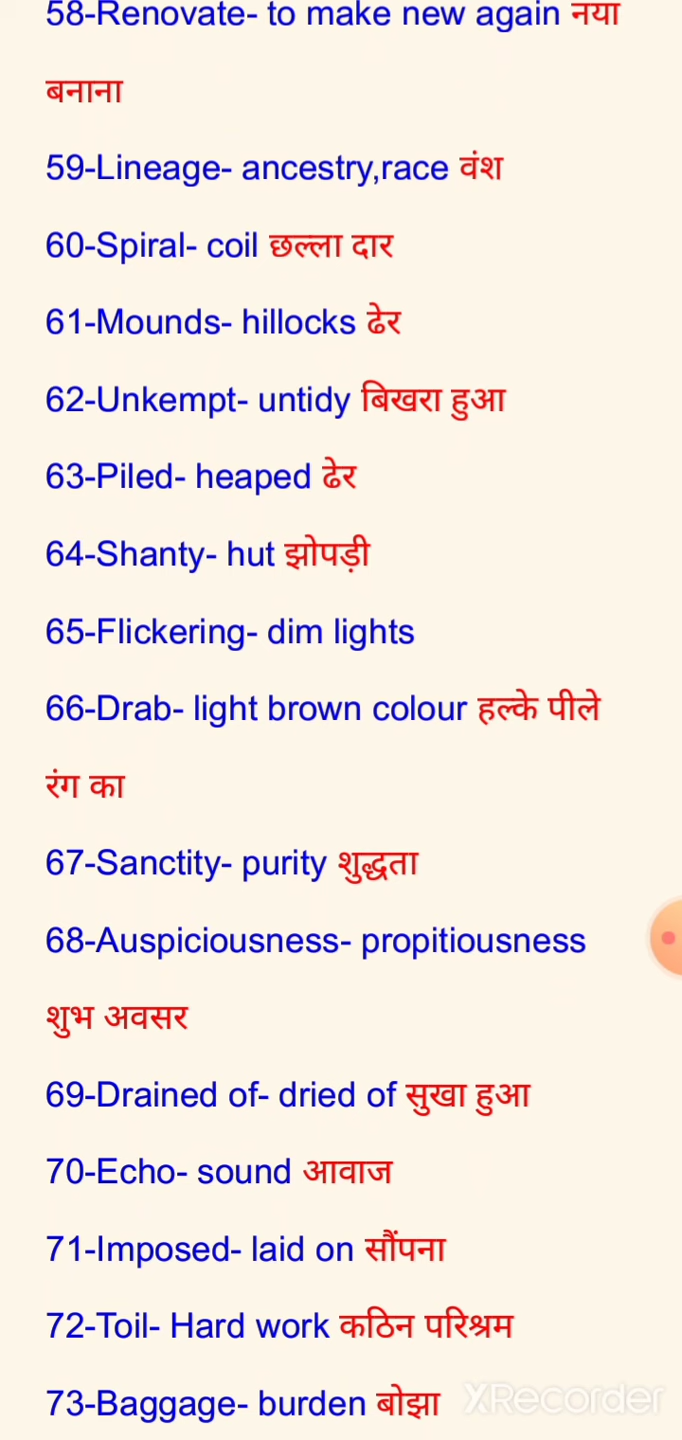 58-Renovate- to make new again नया
बनाना
59-Lineage- ancestry,race वंश
60-Spiral- coil छल्ला दार
61-Mounds- hillocks ढेर
62-Unkempt- untidy बिखरा हुआ
63-Piled- heaped ढेर
64-Shanty- hut झोपड़ी
65-Flickering- dim lights
66-Drab- light brown colour हल्के पीले
रंग का
67-Sanctity- purity शुद्धता
68-Auspiciousness- propitiousness
शुभ अवसर
69-Drained of- dried of सुखा हुआ
70-Echo- sound आवाज
71-Imposed- laid on सौंपना
72-Toil- Hard work कठिन परिश्रम
73-Baggage- burden बोझा XRecorder